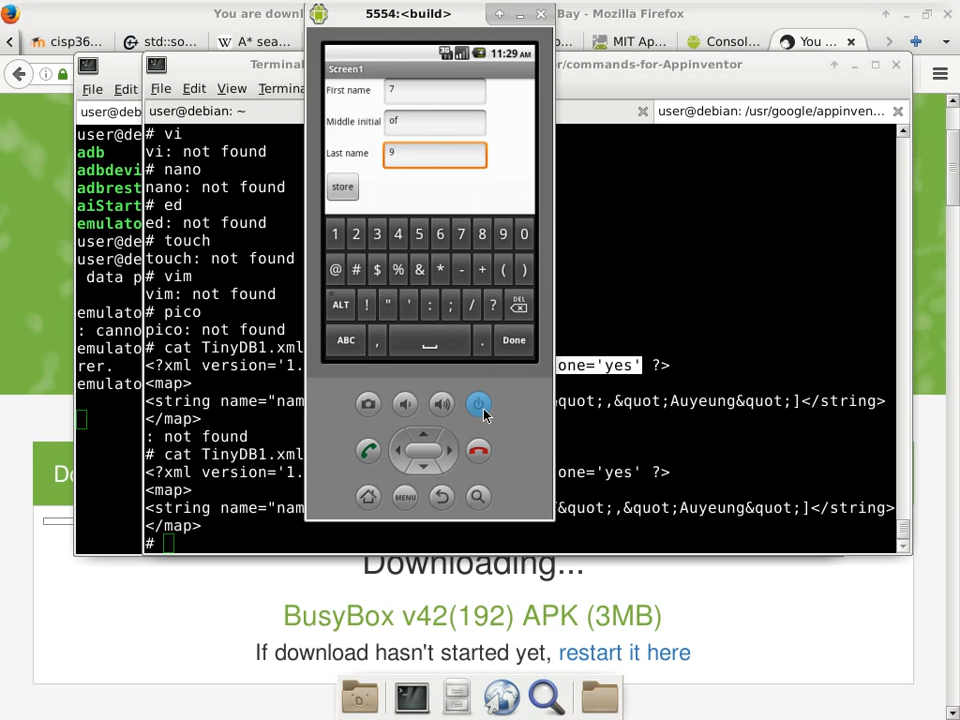 You are downl
Bay - Mozilla Firefox
cisp36...
std::so...
A* sea...
MIT Ap...
Consol...
You ...
5554:<build>
Termina
r/commands-for-Appinventor
File Edit
File Edit View Termina
user@deb
user@debian: ~
user@debian: /usr/google/appinven...
user@de
adb
adbdevi
adbrest
aiStart
emulato
user@de
user@de
data p
emulato
: canno
emulato
rer.
emulato
# vi
vi: not found
# nano
nano: not found
# ed
ed: not found
# touch
touch: not found
# vim
vim: not found
# pico
pico: not found
# cat TinyDB1.xml
<?xml version='1. one='yes' ?>
<map>
<string name="nam quot;,&quot;Auyeung&quot;]</string>
</map>
: not found
# cat TinyDB1.xml
<?xml version='1. one='yes' ?>
<map>
<string name="nam &quot;,&quot;Auyeung&quot;]</string>
</map>
#
3G 11:29 AM
Screen1
First name 7
Middle initial of
Last name 9
store
1 2 3 4 5 6 7 8 9 0
@ # $ % & * - + ( )
ALT ! " ' : ; / ? DEL
ABC , . Done
MENU
Do
Downloading...
BusyBox v42(192) APK (3MB)
If download hasn't started yet, restart it here